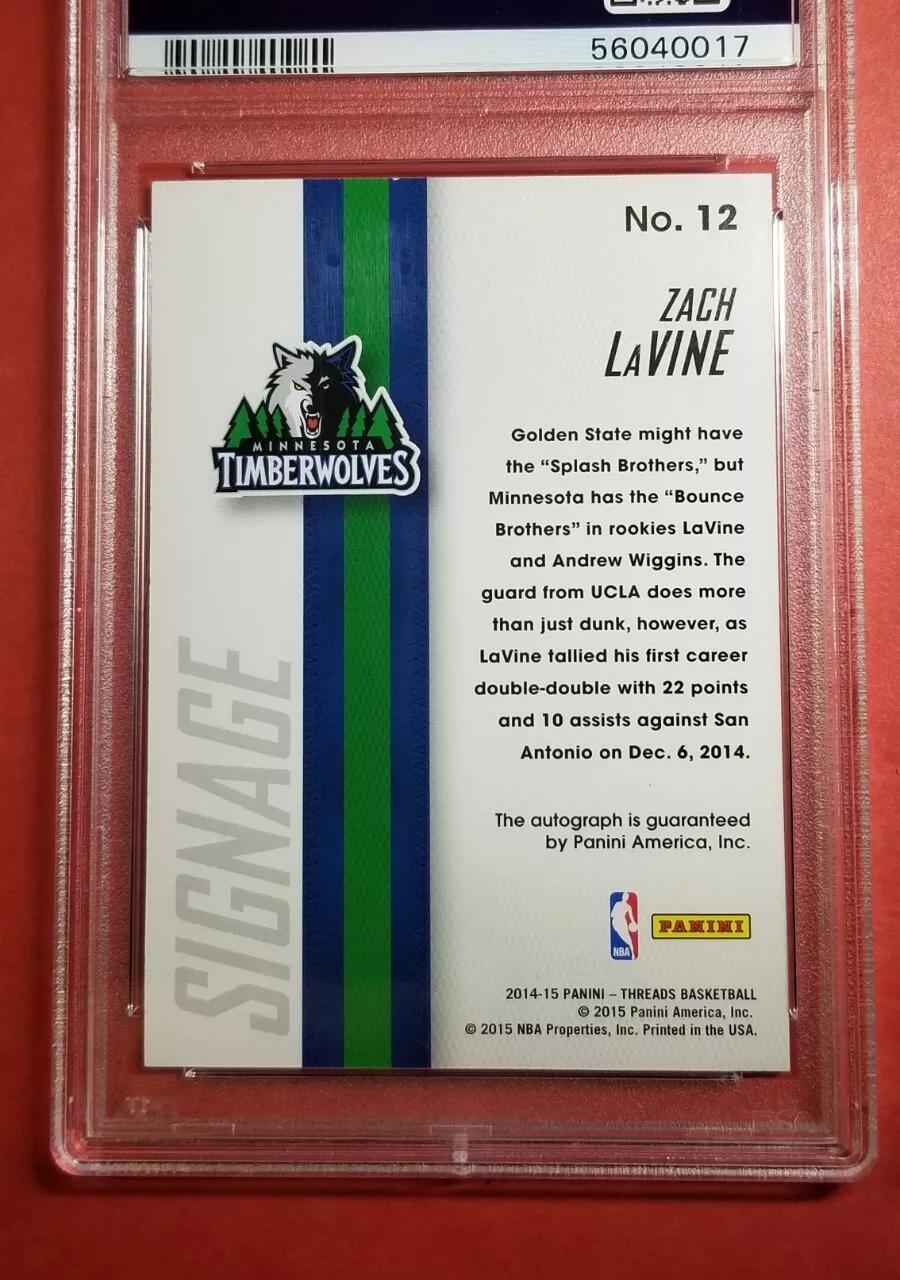 56040017
No. 12
ZACH
LAVINE
MINNESOTA
TIMBERWOLVES
Golden State might have
the “Splash Brothers,” but
Minnesota has the “Bounce
Brothers” in rookies LaVine
and Andrew Wiggins. The
guard from UCLA does more
than just dunk, however, as
LaVine tallied his first career
double-double with 22 points
and 10 assists against San
Antonio on Dec. 6, 2014.
SIGNAGE
The autograph is guaranteed
by Panini America, Inc.
NBA
PANINI
2014-15 PANINI – THREADS BASKETBALL
© 2015 Panini America, Inc.
© 2015 NBA Properties, Inc. Printed in the USA.
PSA